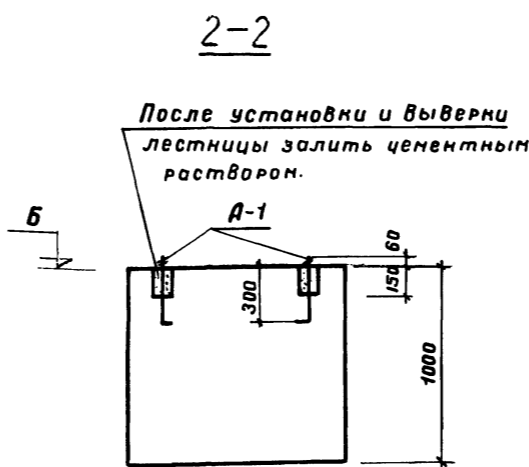 2-2
После установки и выверки
лестницы залить цементным
раствором.
Б
А-1
60
150
300
1000